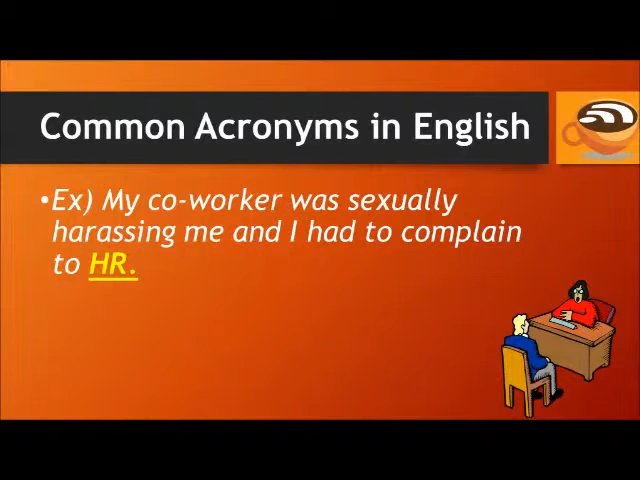 Common Acronyms in English
•Ex) My co-worker was sexually
harassing me and I had to complain
to HR.